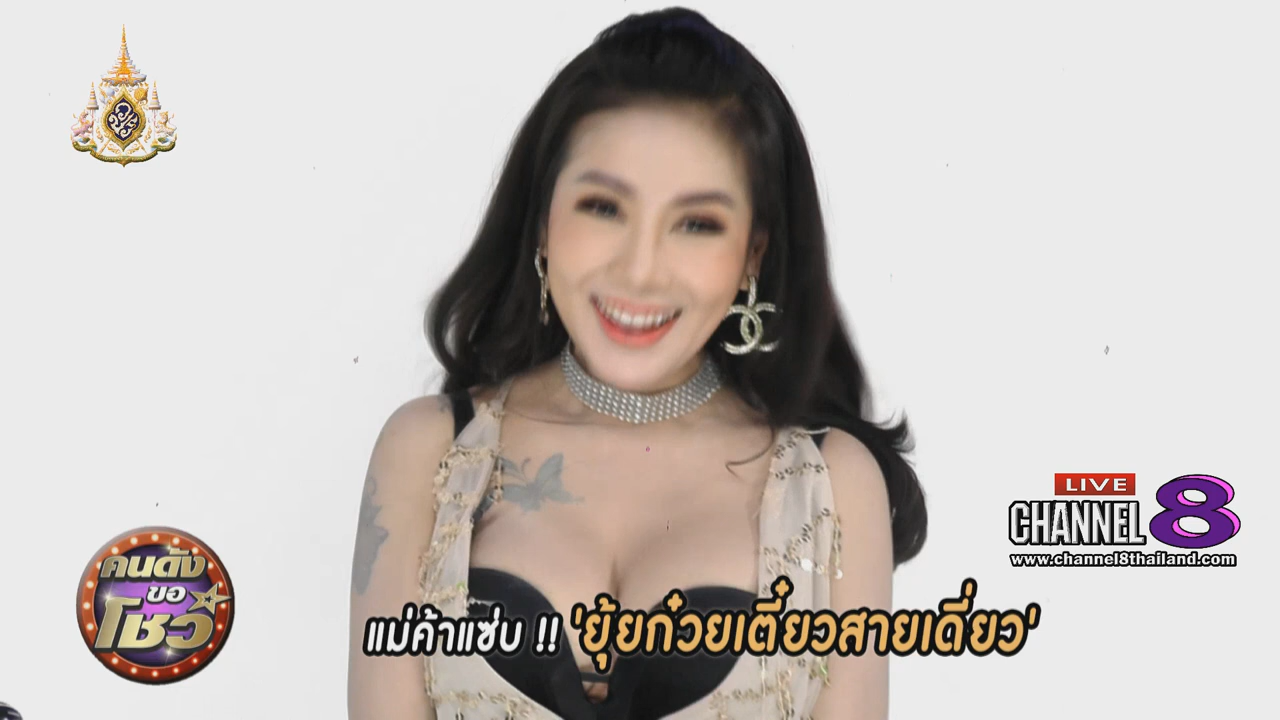 LIVE
CHANNEL 8
www.channel8thailand.com
คนดัง
ขอ
โชว์
แม่ค้าแซ่บ !! 'ยุ้ยก๋วยเตี๋ยวสายเดี่ยว'